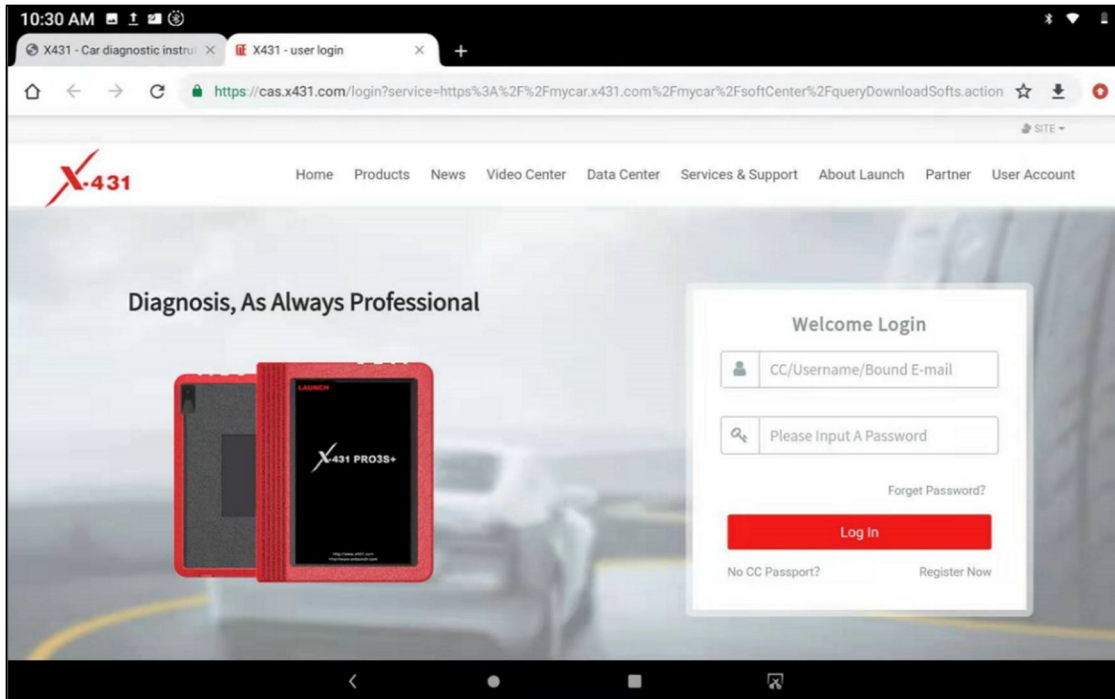 10:30 AM
X431 - Car diagnostic instru
X431 - user login
https://cas.x431.com/login?service=https%3A%2F%2Fmycar.x431.com%2Fmycar%2FsoftCenter%2FqueryDownloadSofts.action
SITE
X-431
Home Products News Video Center Data Center Services & Support About Launch Partner User Account
Diagnosis, As Always Professional
Welcome Login
CC/Username/Bound E-mail
Please Input A Password
Forget Password?
Log In
No CC Passport? Register Now
LAUNCH
X-431 PRO3S+